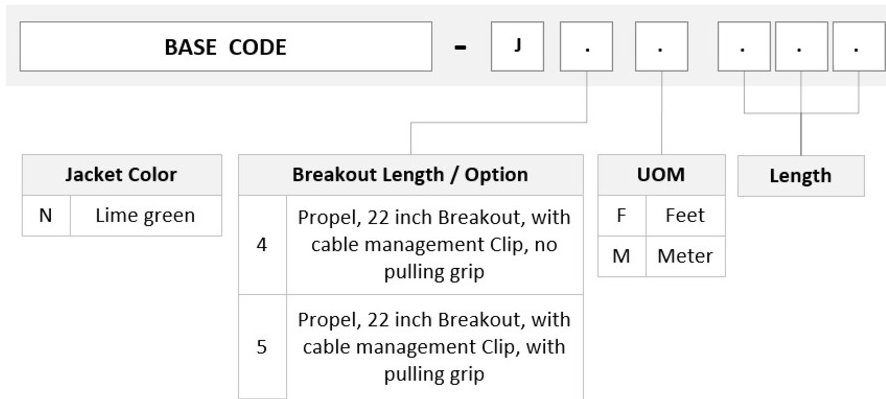 BASE CODE - J . . . . .
Jacket Color
N Lime green
Breakout Length / Option
4 Propel, 22 inch Breakout, with
cable management Clip, no
pulling grip
5 Propel, 22 inch Breakout, with
cable management Clip, with
pulling grip
UOM
F Feet
M Meter
Length